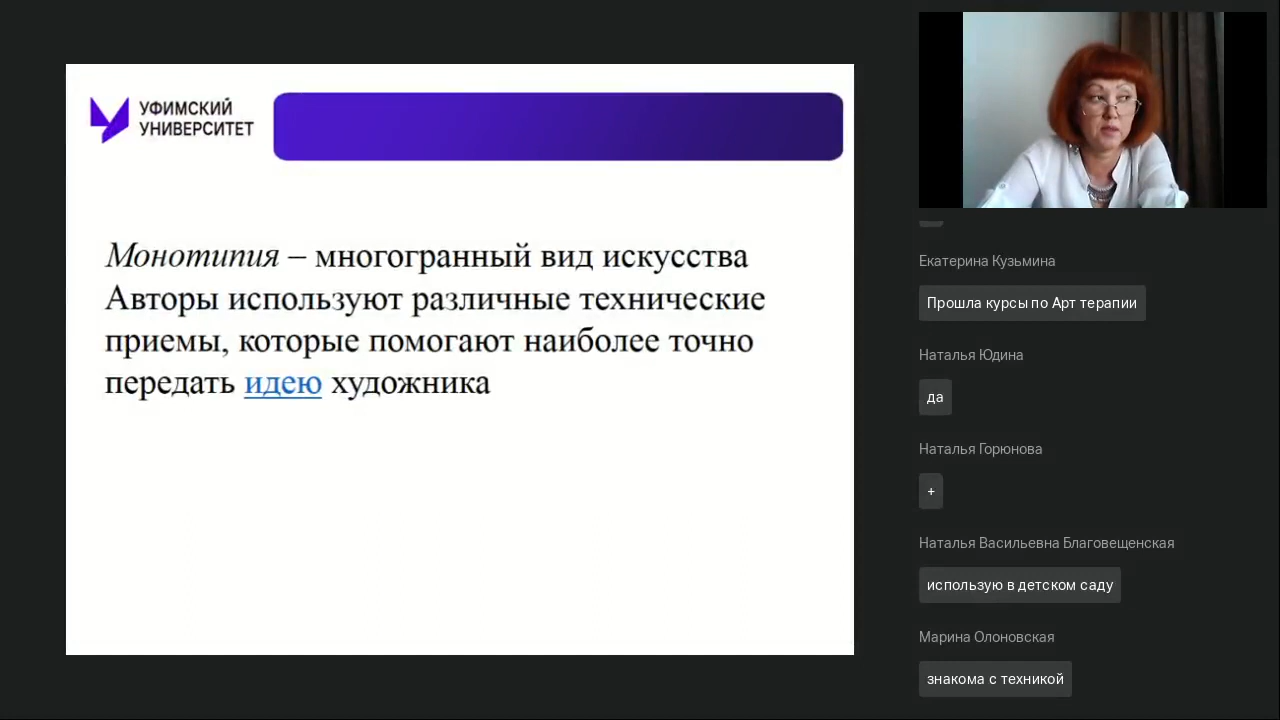 УФИМСКИЙ
УНИВЕРСИТЕТ
Монотипия – многогранный вид искусства
Авторы используют различные технические
приемы, которые помогают наиболее точно
передать идею художника
Екатерина Кузьмина
Прошла курсы по Арт терапии
Наталья Юдина
да
Наталья Горюнова
+
Наталья Васильевна Благовещенская
использую в детском саду
Марина Олоновская
знакома с техникой